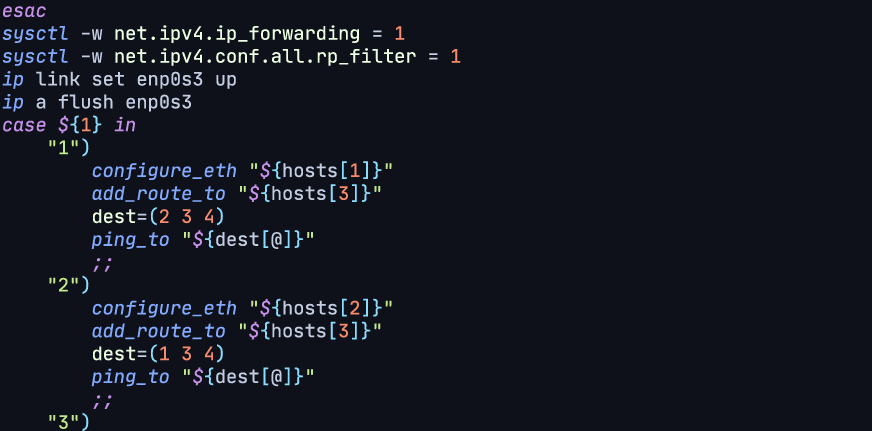 esac
sysctl -w net.ipv4.ip_forwarding = 1
sysctl -w net.ipv4.conf.all.rp_filter = 1
ip link set enp0s3 up
ip a flush enp0s3
case ${1} in
    "1")
        configure_eth "${hosts[1]}"
        add_route_to "${hosts[3]}"
        dest=(2 3 4)
        ping_to "${dest[@]}"
        ;;
    "2")
        configure_eth "${hosts[2]}"
        add_route_to "${hosts[3]}"
        dest=(1 3 4)
        ping_to "${dest[@]}"
        ;;
    "3")